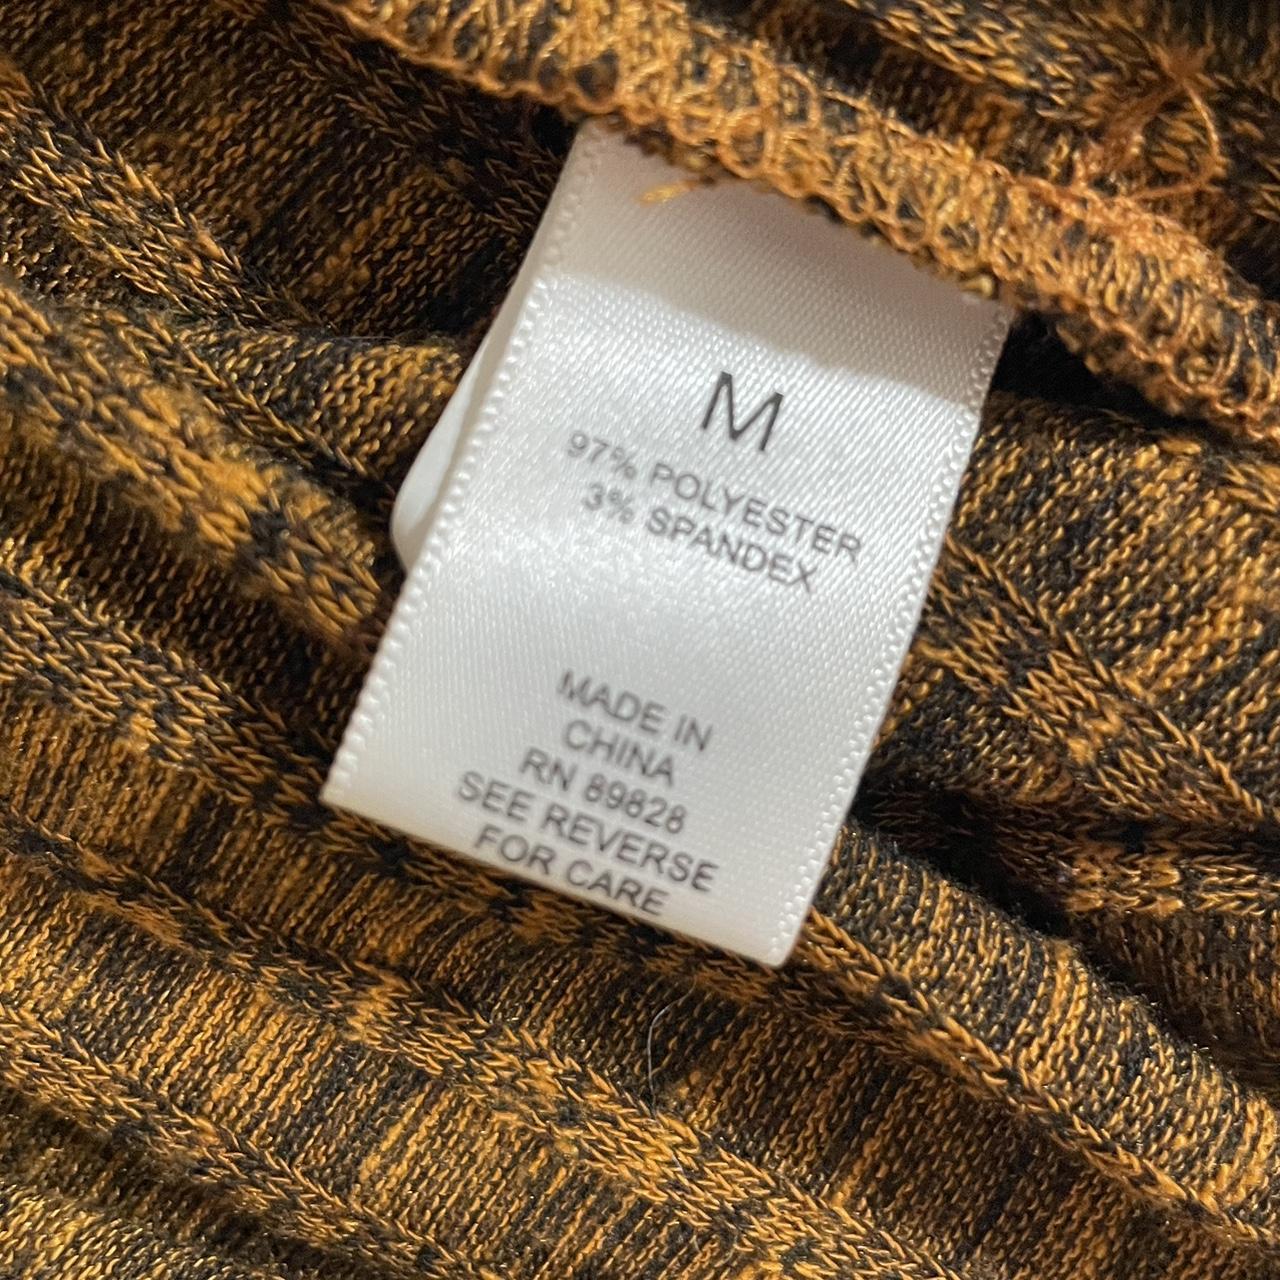 M
97% POLYESTER
3% SPANDEX
MADE IN
CHINA
RN 89828
SEE REVERSE
FOR CARE